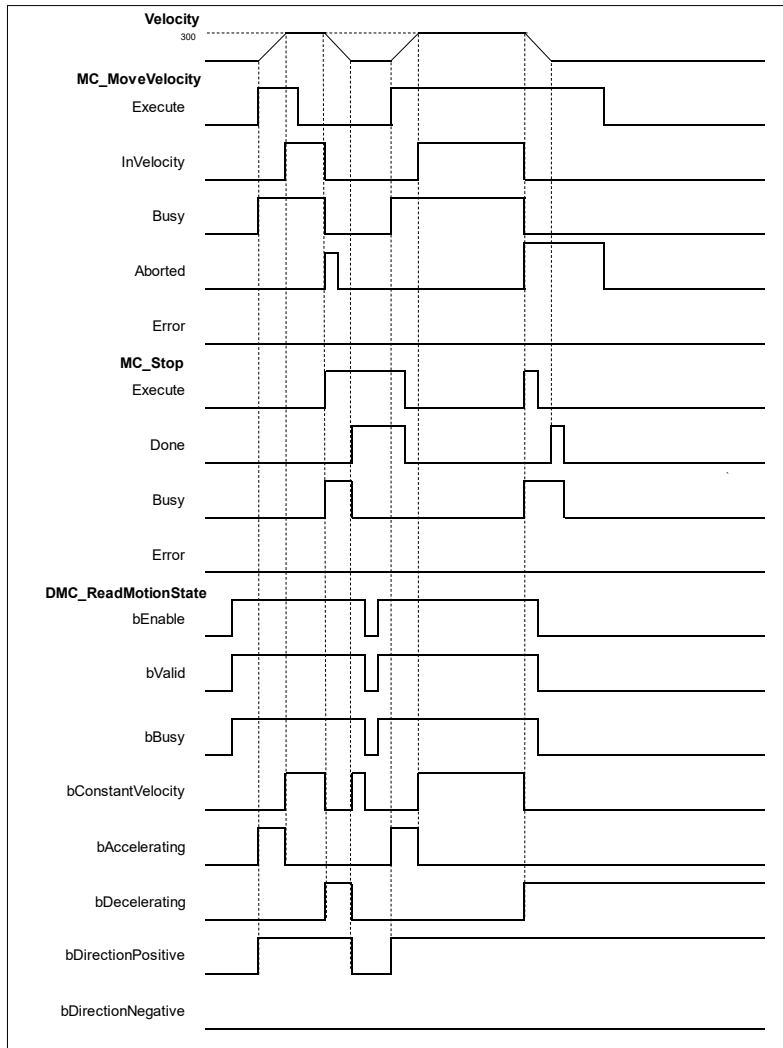 Velocity
300
MC_MoveVelocity
Execute
InVelocity
Busy
Aborted
Error
MC_Stop
Execute
Done
Busy
Error
DMC_ReadMotionState
bEnable
bValid
bBusy
bConstantVelocity
bAccelerating
bDecelerating
bDirectionPositive
bDirectionNegative